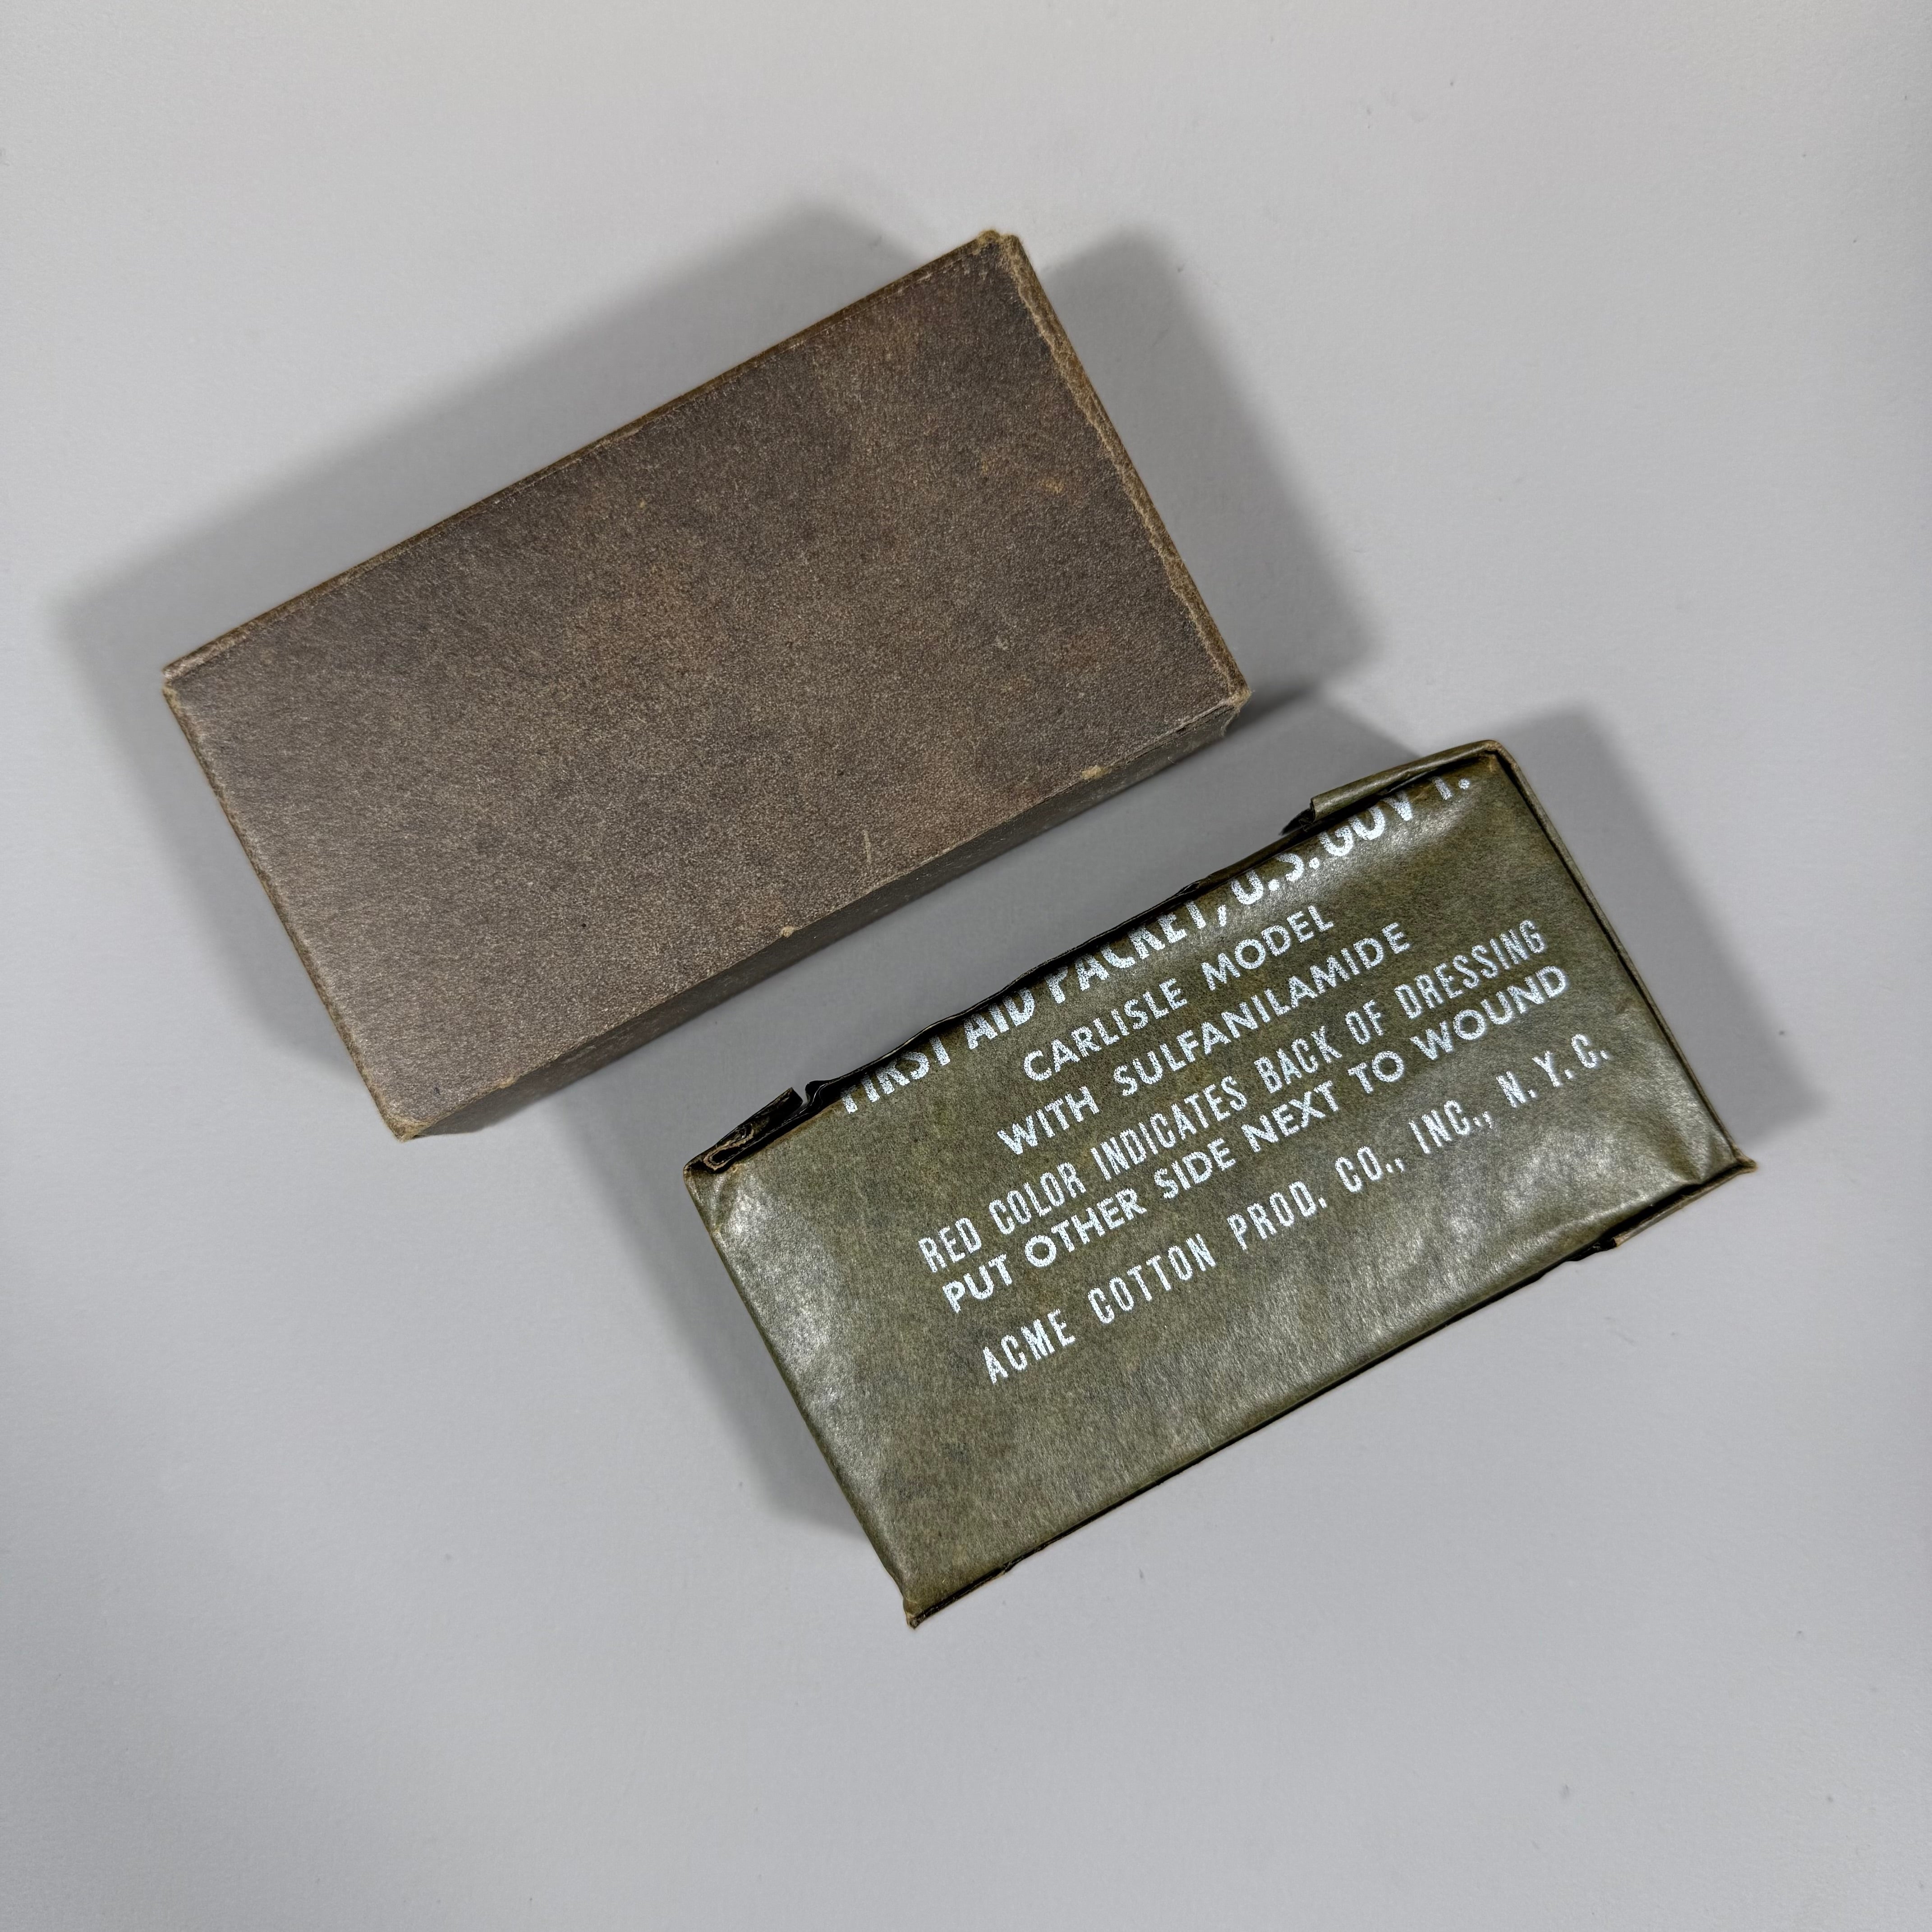 FIRST AID PACKET, U.S. GOV'T.
CARLISLE MODEL
WITH SULFANILAMIDE
RED COLOR INDICATES BACK OF DRESSING
PUT OTHER SIDE NEXT TO WOUND
ACME COTTON PROD. CO., INC., N. Y. C.